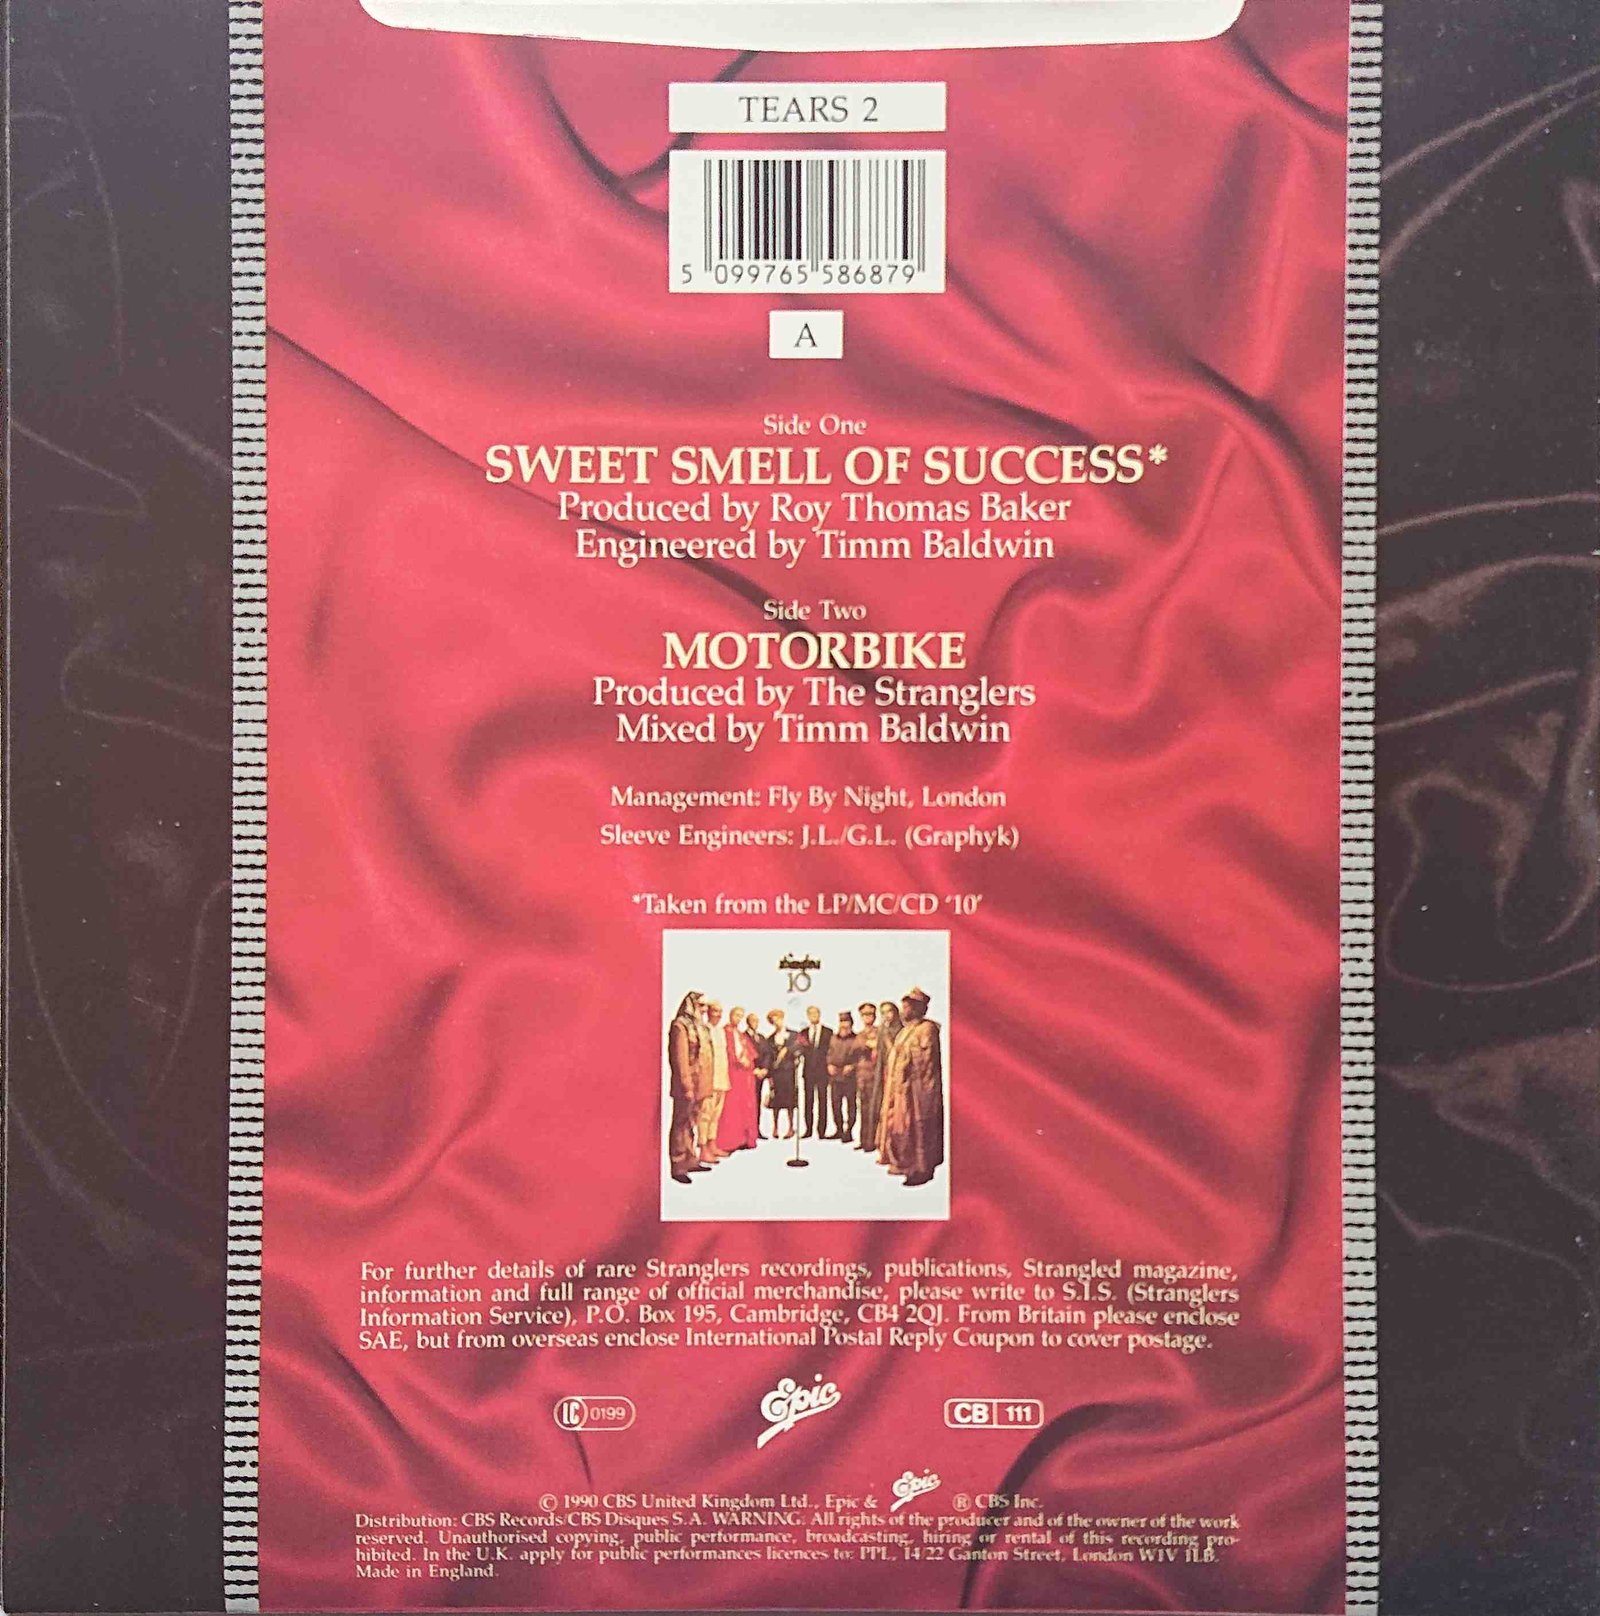 TEARS 2
5 099765 586879
A
Side One
SWEET SMELL OF SUCCESS*
Produced by Roy Thomas Baker
Engineered by Timm Baldwin
Side Two
MOTORBIKE
Produced by The Stranglers
Mixed by Timm Baldwin
Management: Fly By Night, London
Sleeve Engineers: J.L./G.L. (Graphyk)
*Taken from the LP/MC/CD '10'
10
For further details of rare Stranglers recordings, publications, Strangled magazine,
information and full range of official merchandise, please write to S.I.S. (Stranglers
Information Service), P.O. Box 195, Cambridge, CB4 2QJ. From Britain please enclose
SAE, but from overseas enclose International Postal Reply Coupon to cover postage.
LC 0199 Epic CB 111
© 1990 CBS United Kingdom Ltd., Epic & Epic ® CBS Inc.
Distribution: CBS Records/CBS Disques S.A. WARNING: All rights of the producer and of the owner of the work
reserved. Unauthorised copying, public performance, broadcasting, hiring or rental of this recording pro-
hibited. In the U.K. apply for public performances licences to: PPL, 14 22 Ganton Street, London W1V 1LB.
Made in England.